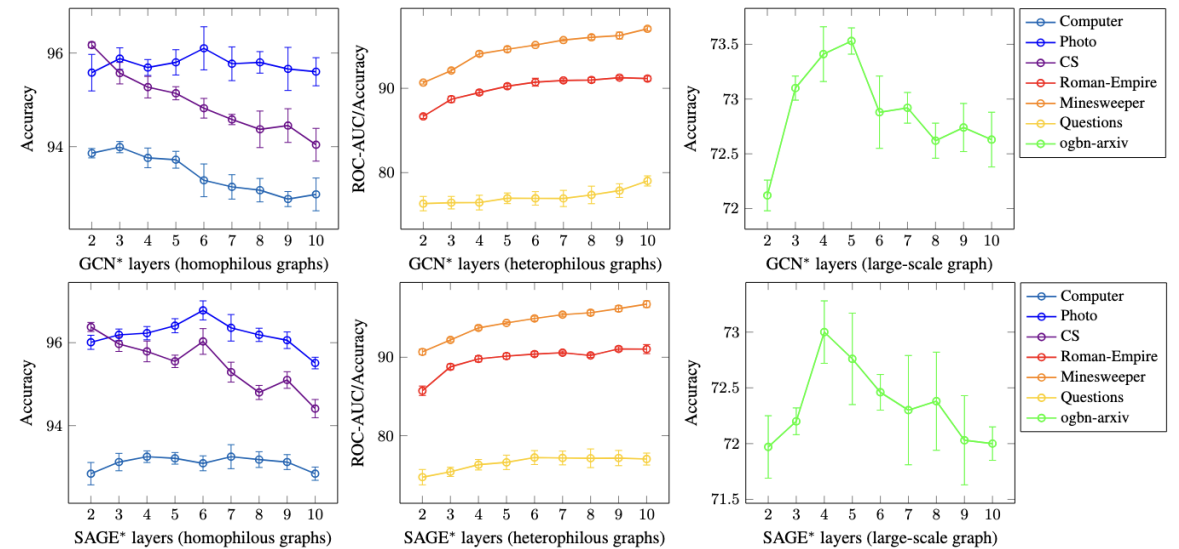 Accuracy
96
94
2 3 4 5 6 7 8 9 10
GCN* layers (homophilous graphs)
ROC-AUC/Accuracy
90
80
2 3 4 5 6 7 8 9 10
GCN* layers (heterophilous graphs)
Accuracy
73.5
73
72.5
72
2 3 4 5 6 7 8 9 10
GCN* layers (large-scale graph)
Computer
Photo
CS
Roman-Empire
Minesweeper
Questions
ogbn-arxiv
Accuracy
96
94
2 3 4 5 6 7 8 9 10
SAGE* layers (homophilous graphs)
ROC-AUC/Accuracy
90
80
2 3 4 5 6 7 8 9 10
SAGE* layers (heterophilous graphs)
Accuracy
73
72.5
72
71.5
2 3 4 5 6 7 8 9 10
SAGE* layers (large-scale graph)
Computer
Photo
CS
Roman-Empire
Minesweeper
Questions
ogbn-arxiv